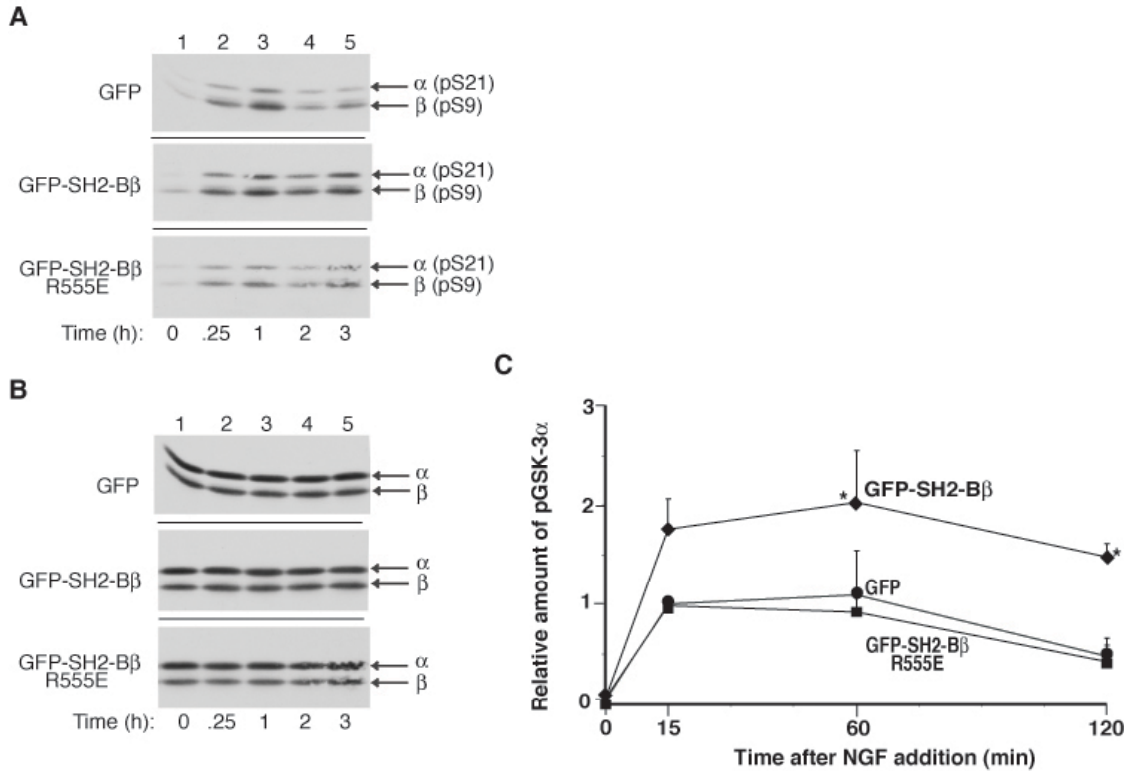 A
1 2 3 4 5
GFP
α (pS21)
β (pS9)
GFP-SH2-Bβ
α (pS21)
β (pS9)
GFP-SH2-Bβ
R555E
α (pS21)
β (pS9)
Time (h): 0 .25 1 2 3
B
1 2 3 4 5
GFP
α
β
GFP-SH2-Bβ
α
β
GFP-SH2-Bβ
R555E
α
β
Time (h): 0 .25 1 2 3
C
Relative amount of pGSK-3α
3
2
1
0
* GFP-SH2-Bβ
*
GFP
GFP-SH2-Bβ
R555E
0 15 60 120
Time after NGF addition (min)